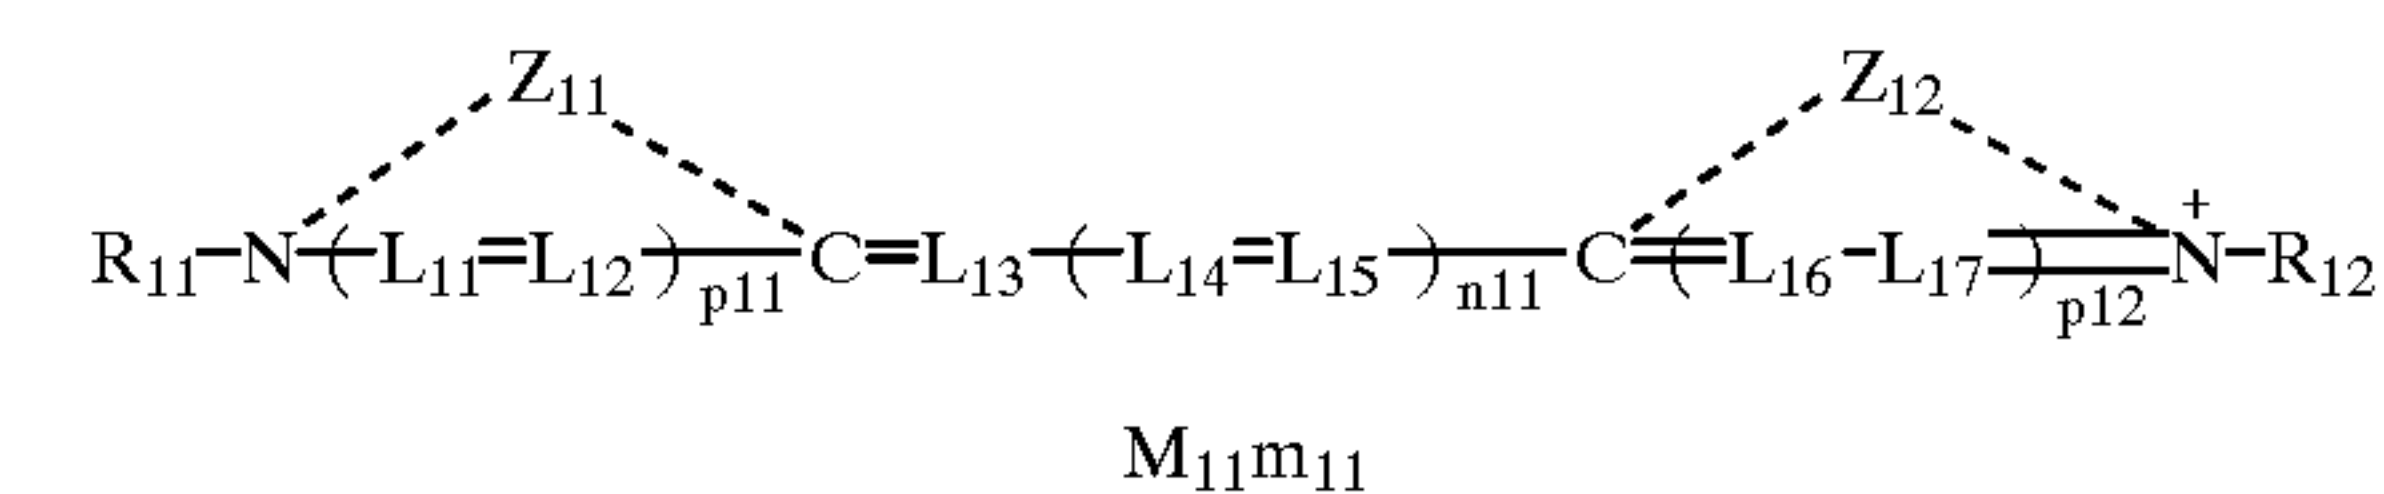 Z11 Z12
R11–N–(L11=L12)p11–C=L13–(L14=L15)n11–C=(L16–L17)=p12 N+–R12
M11m11